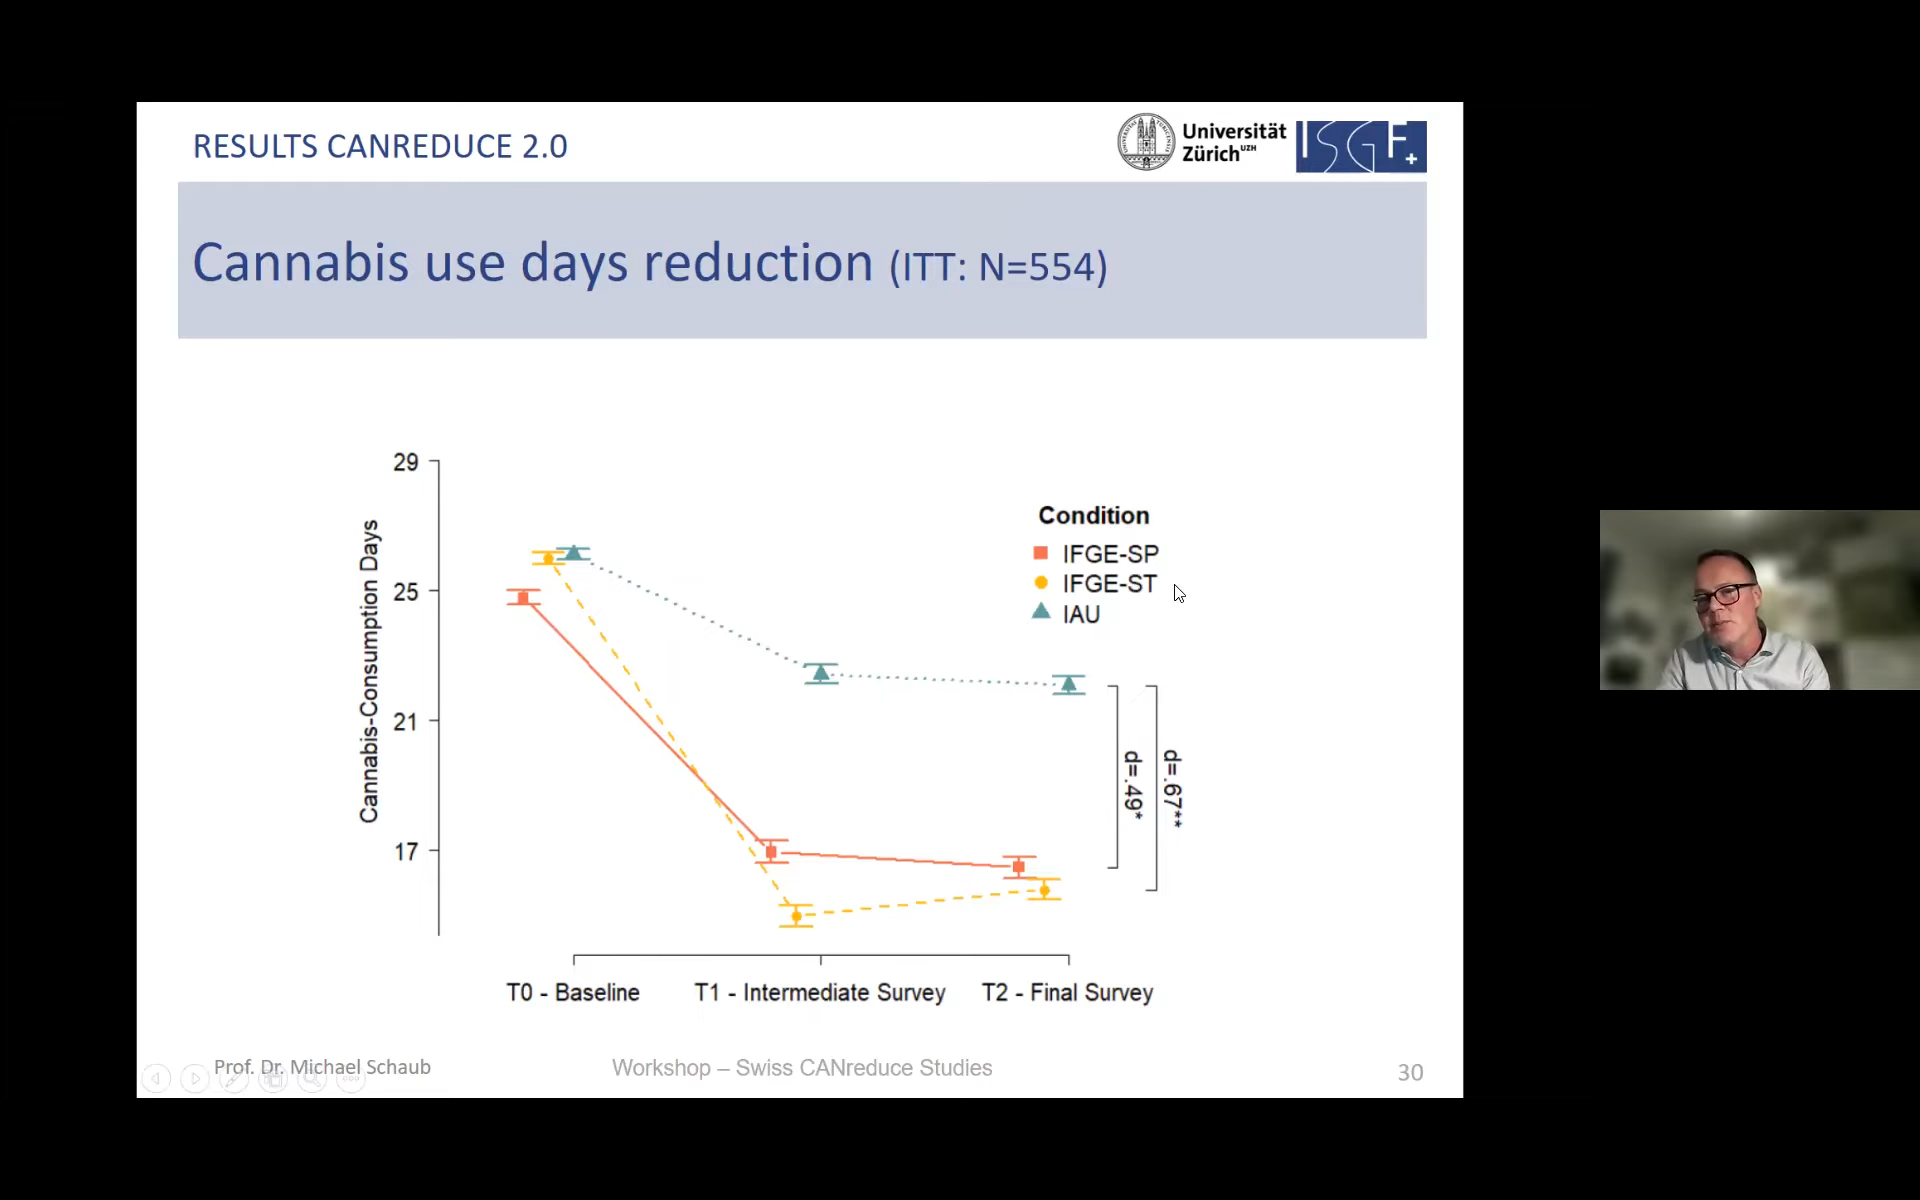 RESULTS CANREDUCE 2.0
Universität
Zürich UZH
ISGF
Cannabis use days reduction (ITT: N=554)
29
25
21
17
Cannabis-Consumption Days
Condition
IFGE-SP
IFGE-ST
IAU
d=.49*
d=.67**
T0 - Baseline
T1 - Intermediate Survey
T2 - Final Survey
Prof. Dr. Michael Schaub
Workshop – Swiss CANreduce Studies
30